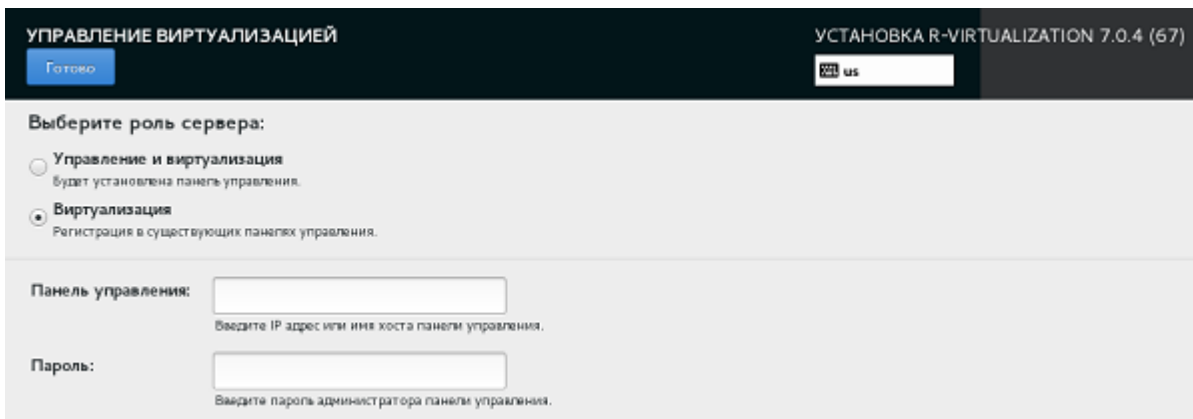 УПРАВЛЕНИЕ ВИРТУАЛИЗАЦИЕЙ
УСТАНОВКА R-VIRTUALIZATION 7.0.4 (67)
Готово
us
Выберите роль сервера:
Управление и виртуализация
Будет установлена панель управления.
Виртуализация
Регистрация в существующих панелях управления.
Панель управления:
Введите IP адрес или имя хоста панели управления.
Пароль:
Введите пароль администратора панели управления.